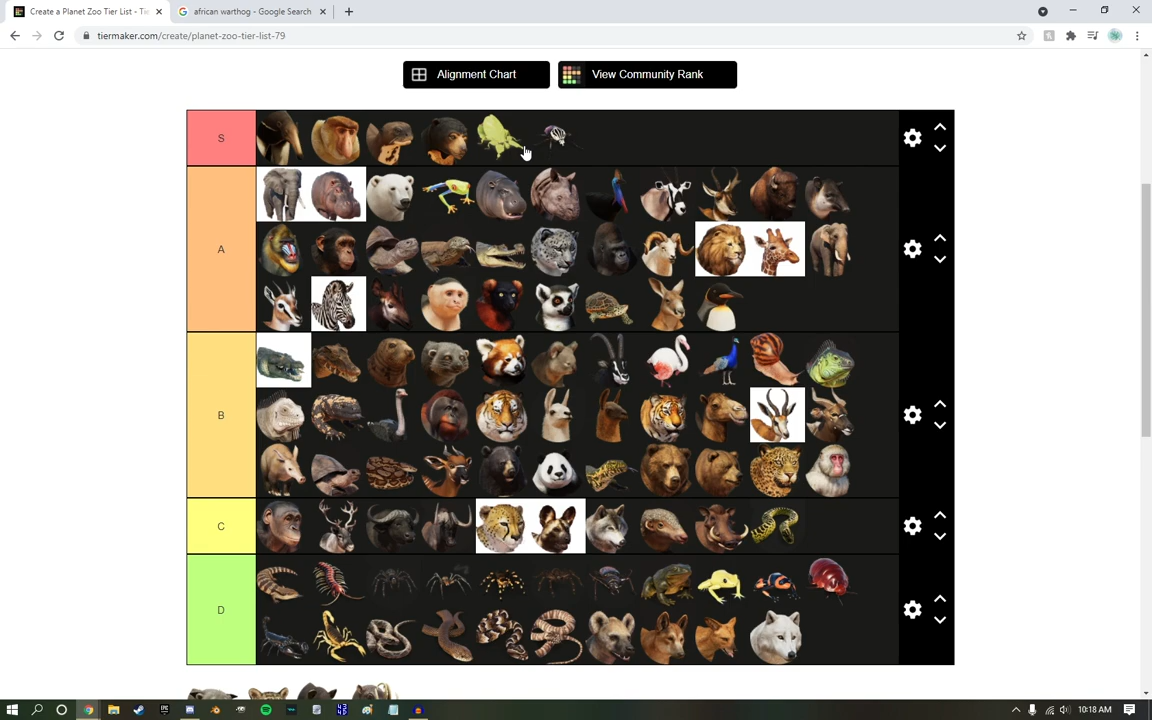 Create a Planet Zoo Tier List - Tie
african warthog - Google Search
tiermaker.com/create/planet-zoo-tier-list-79
Alignment Chart
View Community Rank
S
A
B
C
D
10:18 AM